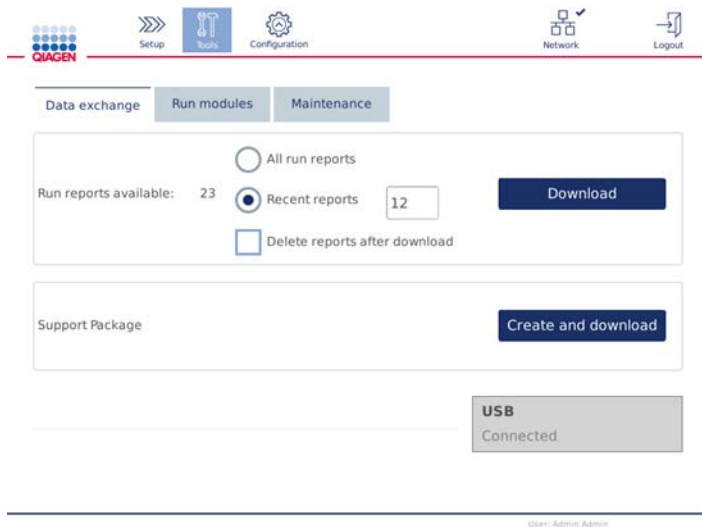 QIAGEN
Setup
Tools
Configuration
Network
Logout
Data exchange
Run modules
Maintenance
All run reports
Run reports available: 23
Recent reports 12
Download
Delete reports after download
Support Package
Create and download
USB
Connected
User: Admin Admin